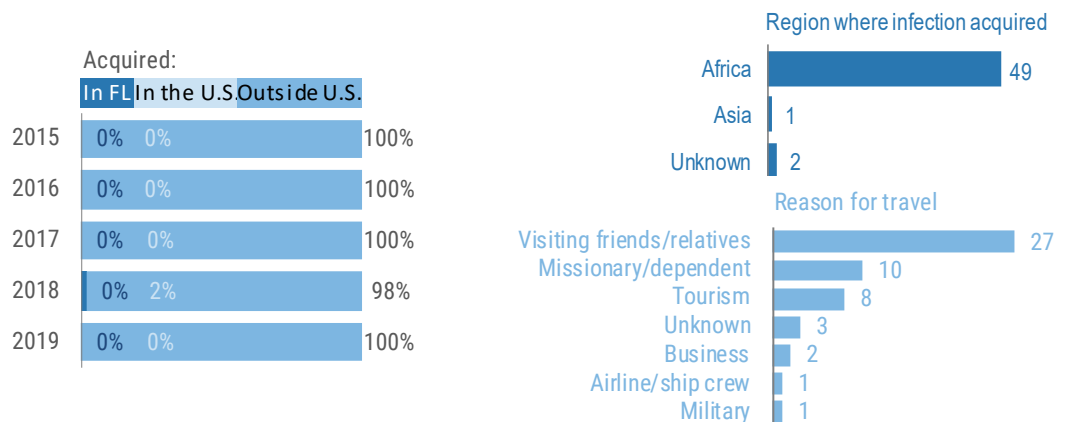 Acquired:
In FL In the U.S. Outside U.S.
2015 0% 0% 100%
2016 0% 0% 100%
2017 0% 0% 100%
2018 0% 2% 98%
2019 0% 0% 100%
Region where infection acquired
Africa 49
Asia 1
Unknown 2
Reason for travel
Visiting friends/relatives 27
Missionary/dependent 10
Tourism 8
Unknown 3
Business 2
Airline/ship crew 1
Military 1